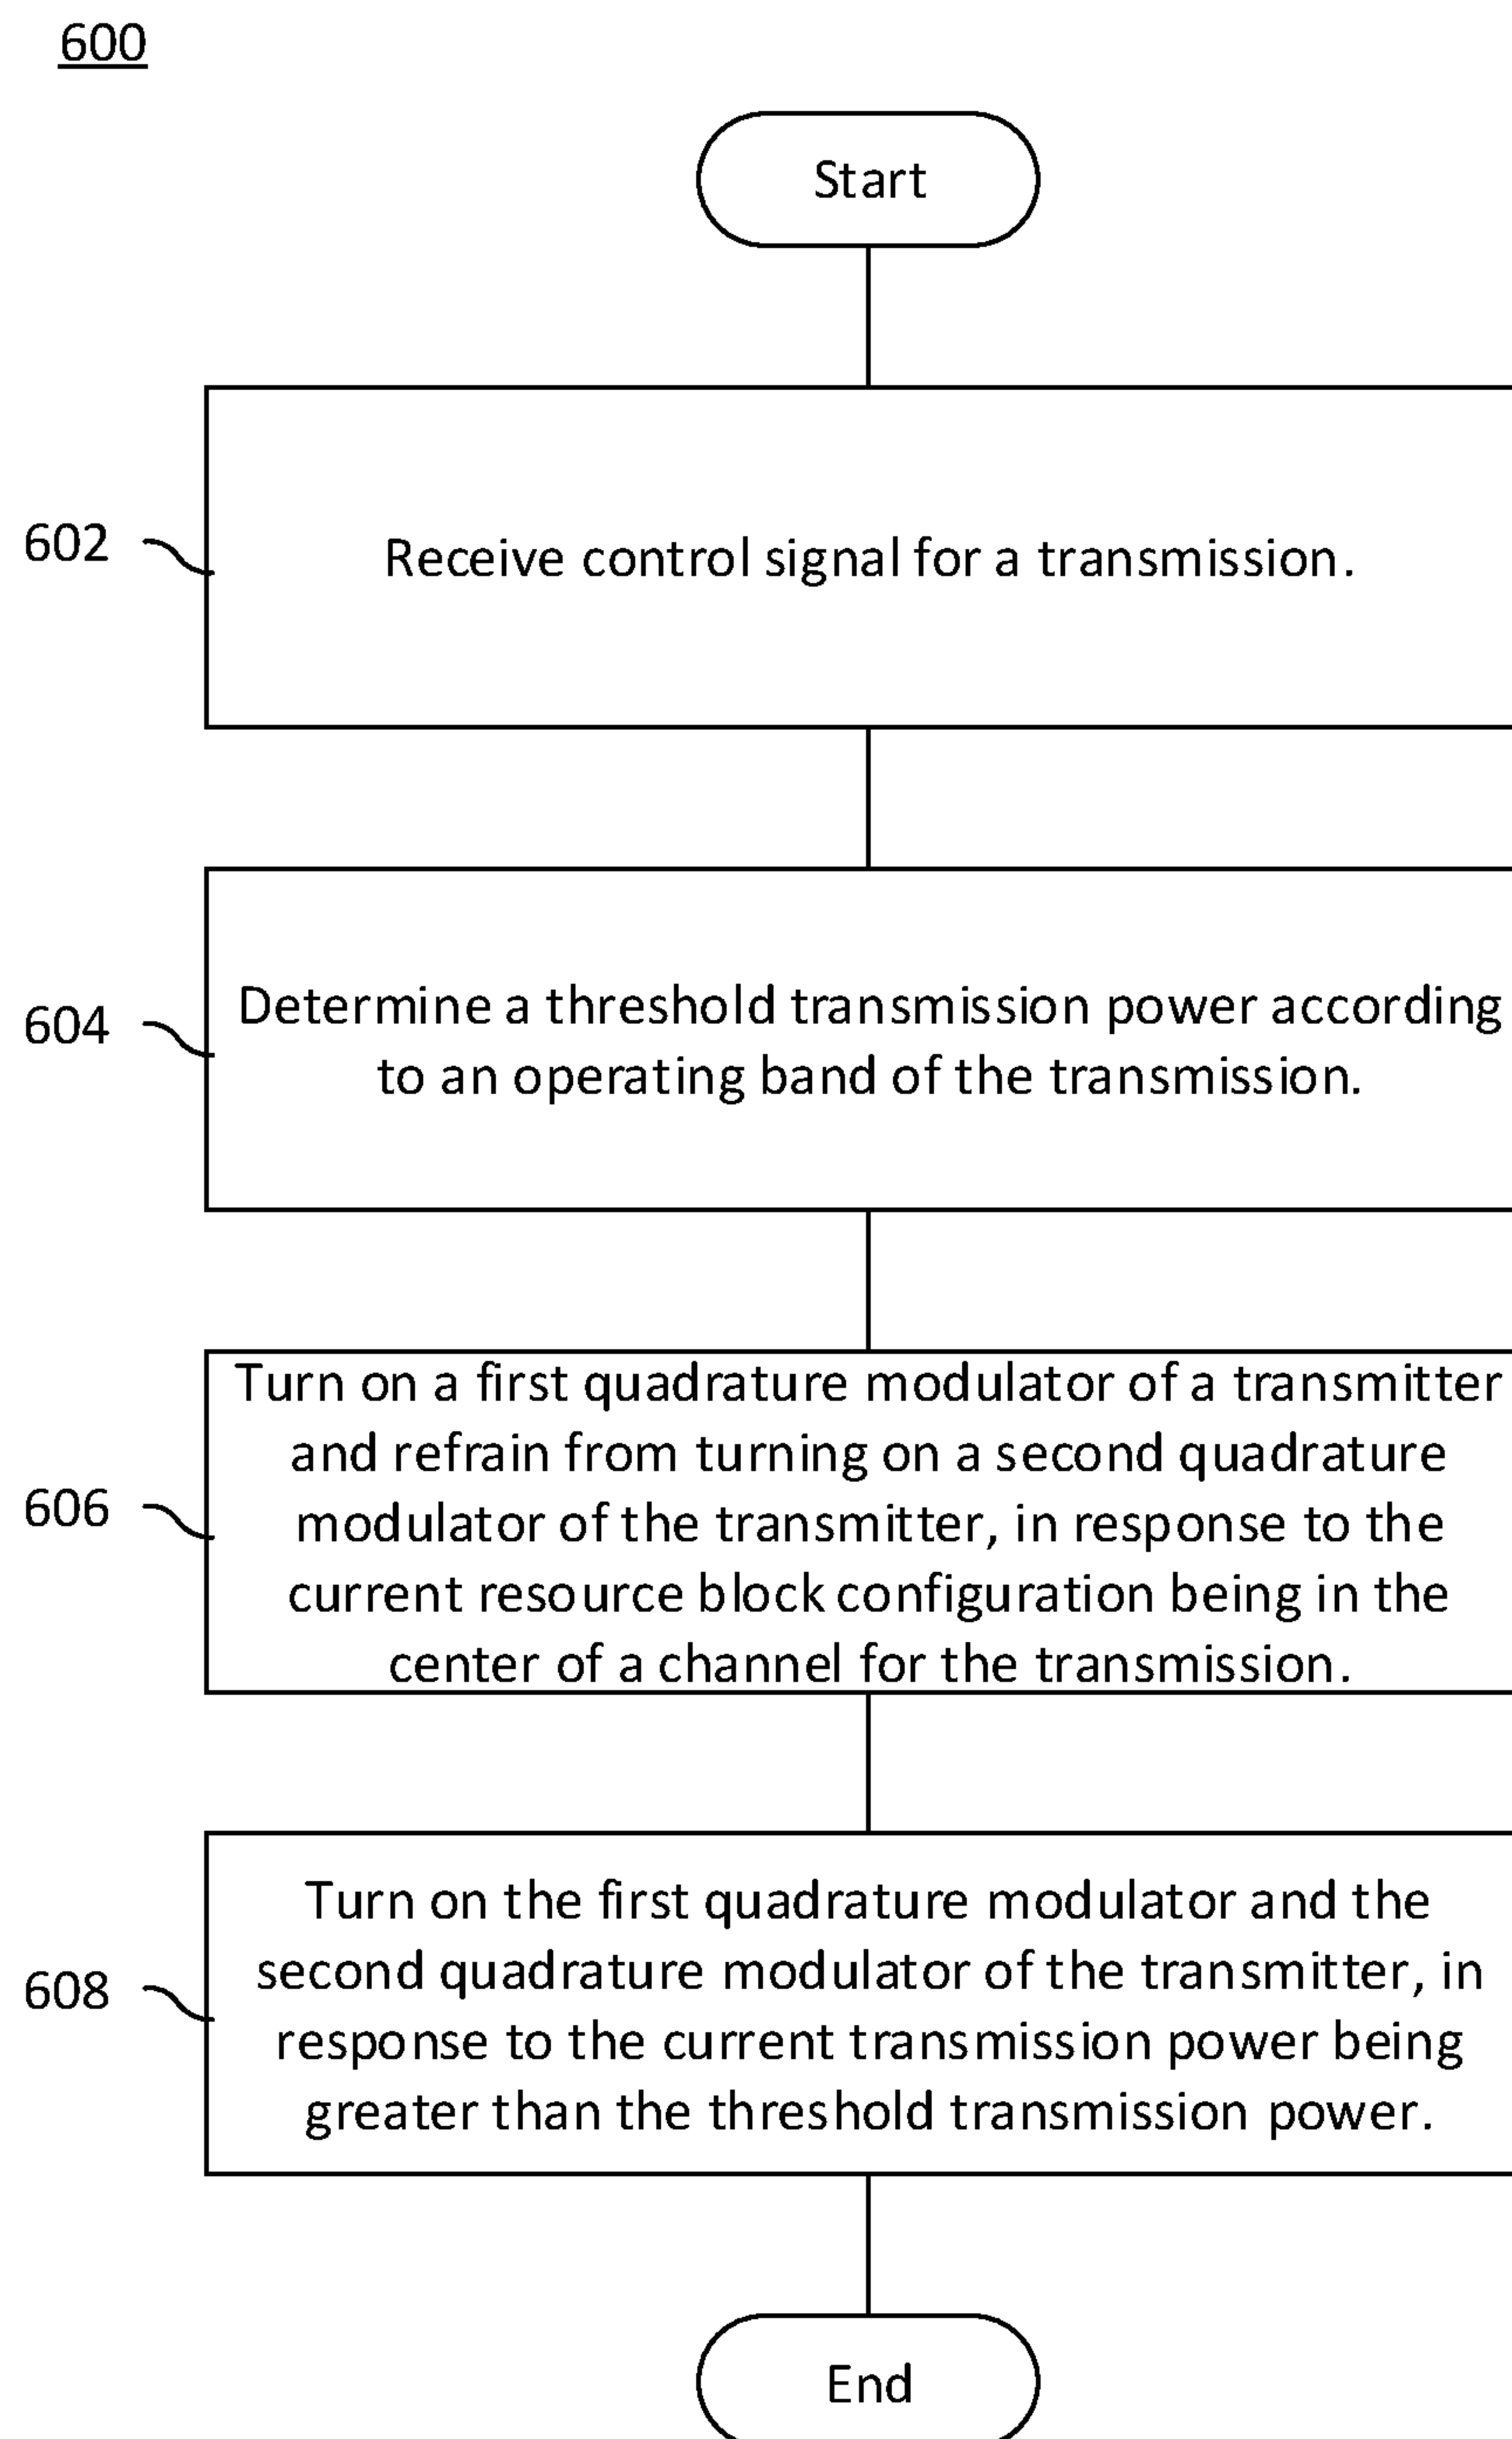 600
Start
602
Receive control signal for a transmission.
604
Determine a threshold transmission power according
to an operating band of the transmission.
606
Turn on a first quadrature modulator of a transmitter
and refrain from turning on a second quadrature
modulator of the transmitter, in response to the
current resource block configuration being in the
center of a channel for the transmission.
608
Turn on the first quadrature modulator and the
second quadrature modulator of the transmitter, in
response to the current transmission power being
greater than the threshold transmission power.
End